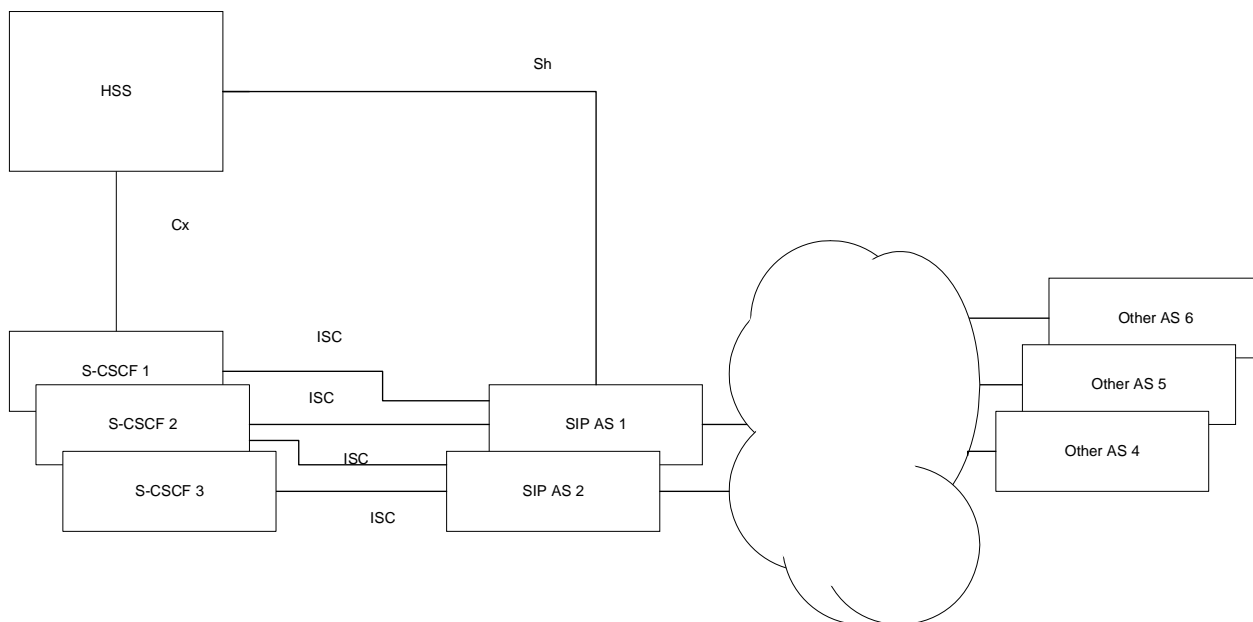 Sh
HSS
Cx
ISC
Other AS 6
S-CSCF 1
Other AS 5
ISC
S-CSCF 2
SIP AS 1
Other AS 4
ISC
S-CSCF 3
SIP AS 2
ISC